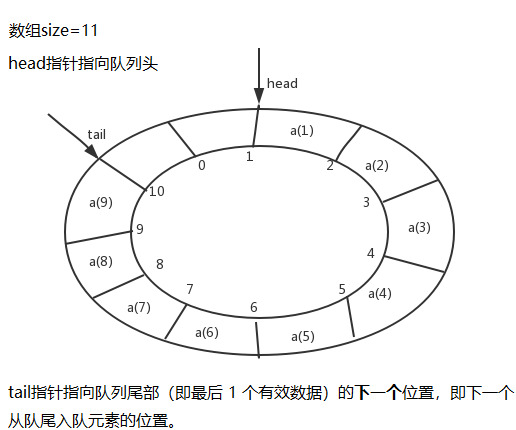 数组size=11
head指针指向队列头
head
tail
a(1)
a(2)
a(3)
a(4)
a(5)
a(6)
a(7)
a(8)
a(9)
0
1
2
3
4
5
6
7
8
9
10
tail指针指向队列尾部（即最后 1 个有效数据）的下一个位置，即下一个
从队尾入队元素的位置。